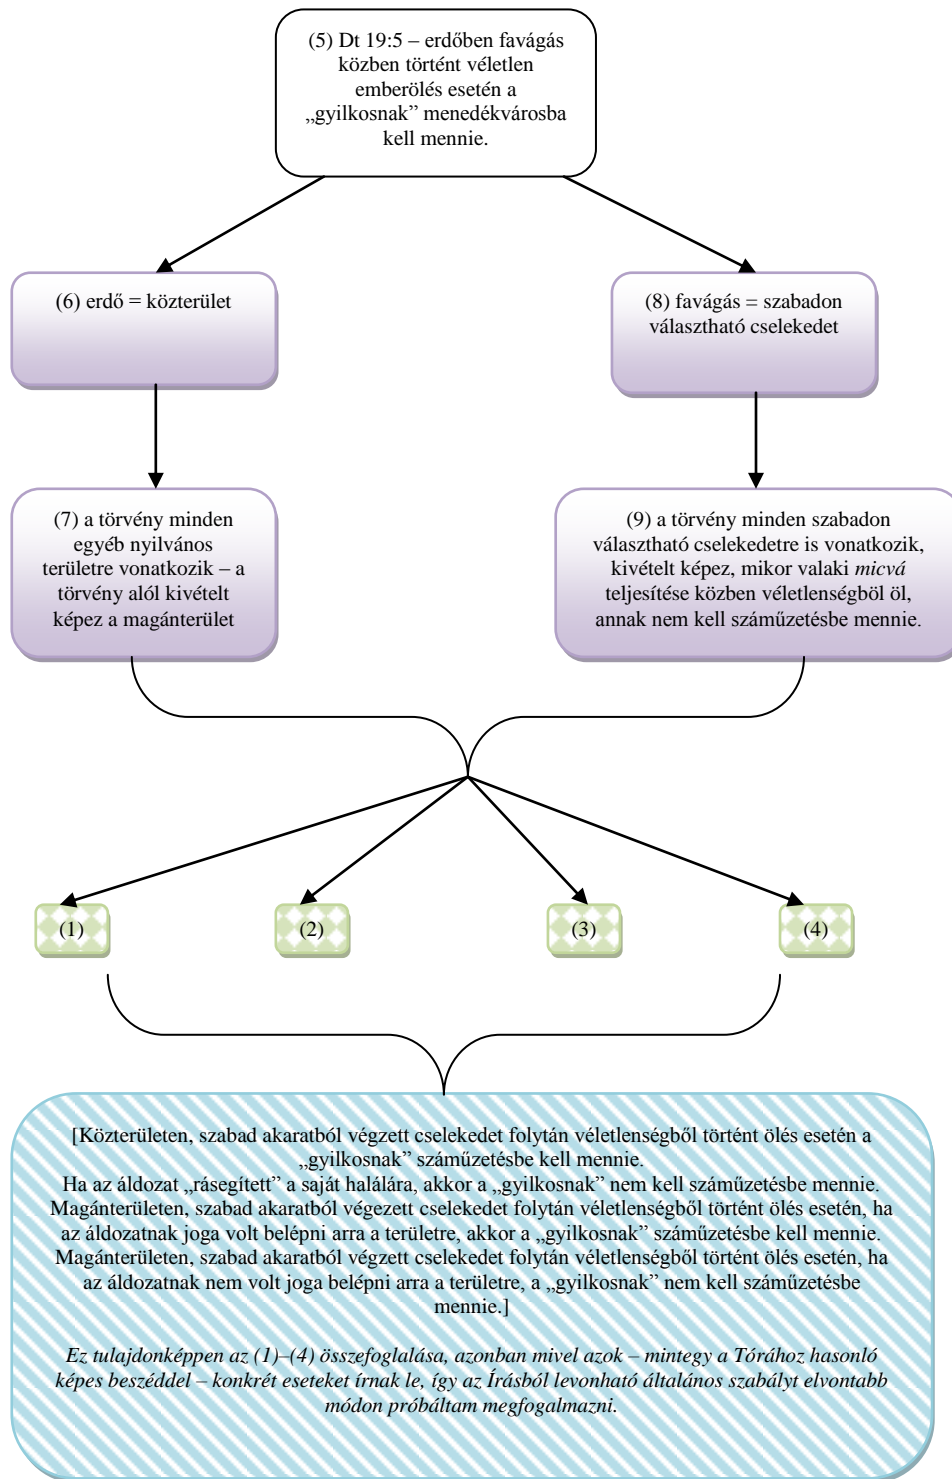 (5) Dt 19:5 – erdőben favágás
közben történt véletlen
emberölés esetén a
„gyilkosnak” menedékvárosba
kell mennie.
(6) erdő = közterület
(8) favágás = szabadon
választható cselekedet
(7) a törvény minden
egyéb nyilvános
területre vonatkozik – a
törvény alól kivételt
képez a magánterület
(9) a törvény minden szabadon
választható cselekedetre is vonatkozik,
kivételt képez, mikor valaki micvá
teljesítése közben véletlenségből öl,
annak nem kell száműzetésbe mennie.
(1)
(2)
(3)
(4)
[Közterületen, szabad akaratból végzett cselekedet folytán véletlenségből történt ölés esetén a
„gyilkosnak” száműzetésbe kell mennie.
Ha az áldozat „rásegített” a saját halálára, akkor a „gyilkosnak” nem kell száműzetésbe mennie.
Magánterületen, szabad akaratból végezett cselekedet folytán véletlenségből történt ölés esetén, ha
az áldozatnak joga volt belépni arra a területre, akkor a „gyilkosnak” száműzetésbe kell mennie.
Magánterületen, szabad akaratból végzett cselekedet folytán véletlenségből történt ölés esetén, ha
az áldozatnak nem volt joga belépni arra a területre, a „gyilkosnak” nem kell száműzetésbe
mennie.]
Ez tulajdonképpen az (1)–(4) összefoglalása, azonban mivel azok – mintegy a Tórához hasonló
képes beszéddel – konkrét eseteket írnak le, így az Írásból levonható általános szabályt elvontabb
módon próbáltam megfogalmazni.